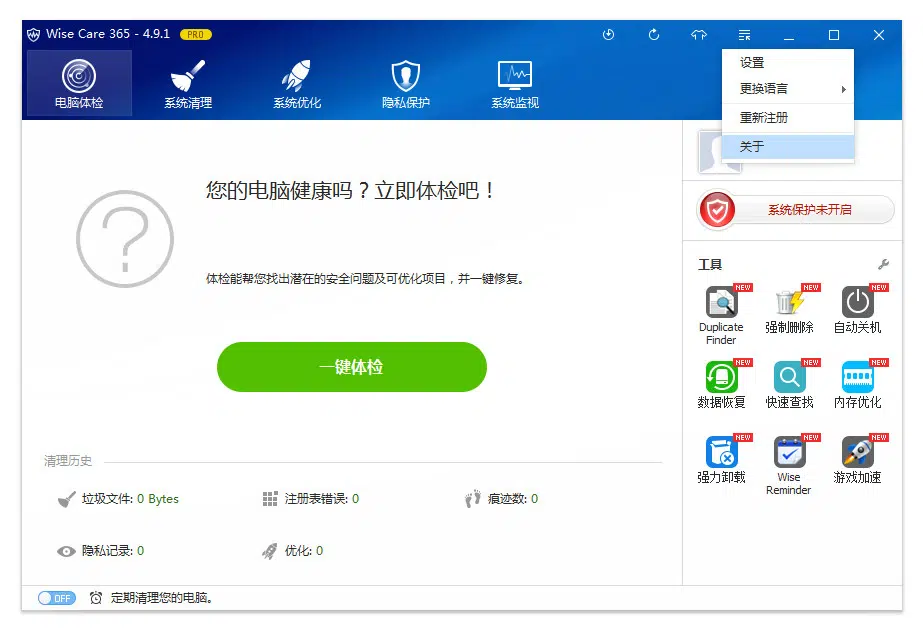 Wise Care 365 - 4.9.1 PRO
电脑体检 系统清理 系统优化 隐私保护 系统监视
设置
更换语言
重新注册
关于
您的电脑健康吗？立即体检吧！
体检能帮您找出潜在的安全问题及可优化项目，并一键修复。
一键体检
系统保护未开启
工具
NEW NEW NEW
Duplicate Finder 强制删除 自动关机
NEW NEW NEW
数据恢复 快速查找 内存优化
NEW NEW NEW
强力卸载 Wise Reminder 游戏加速
清理历史
垃圾文件: 0 Bytes 注册表错误: 0 痕迹数: 0
隐私记录: 0 优化: 0
OFF 定期清理您的电脑。